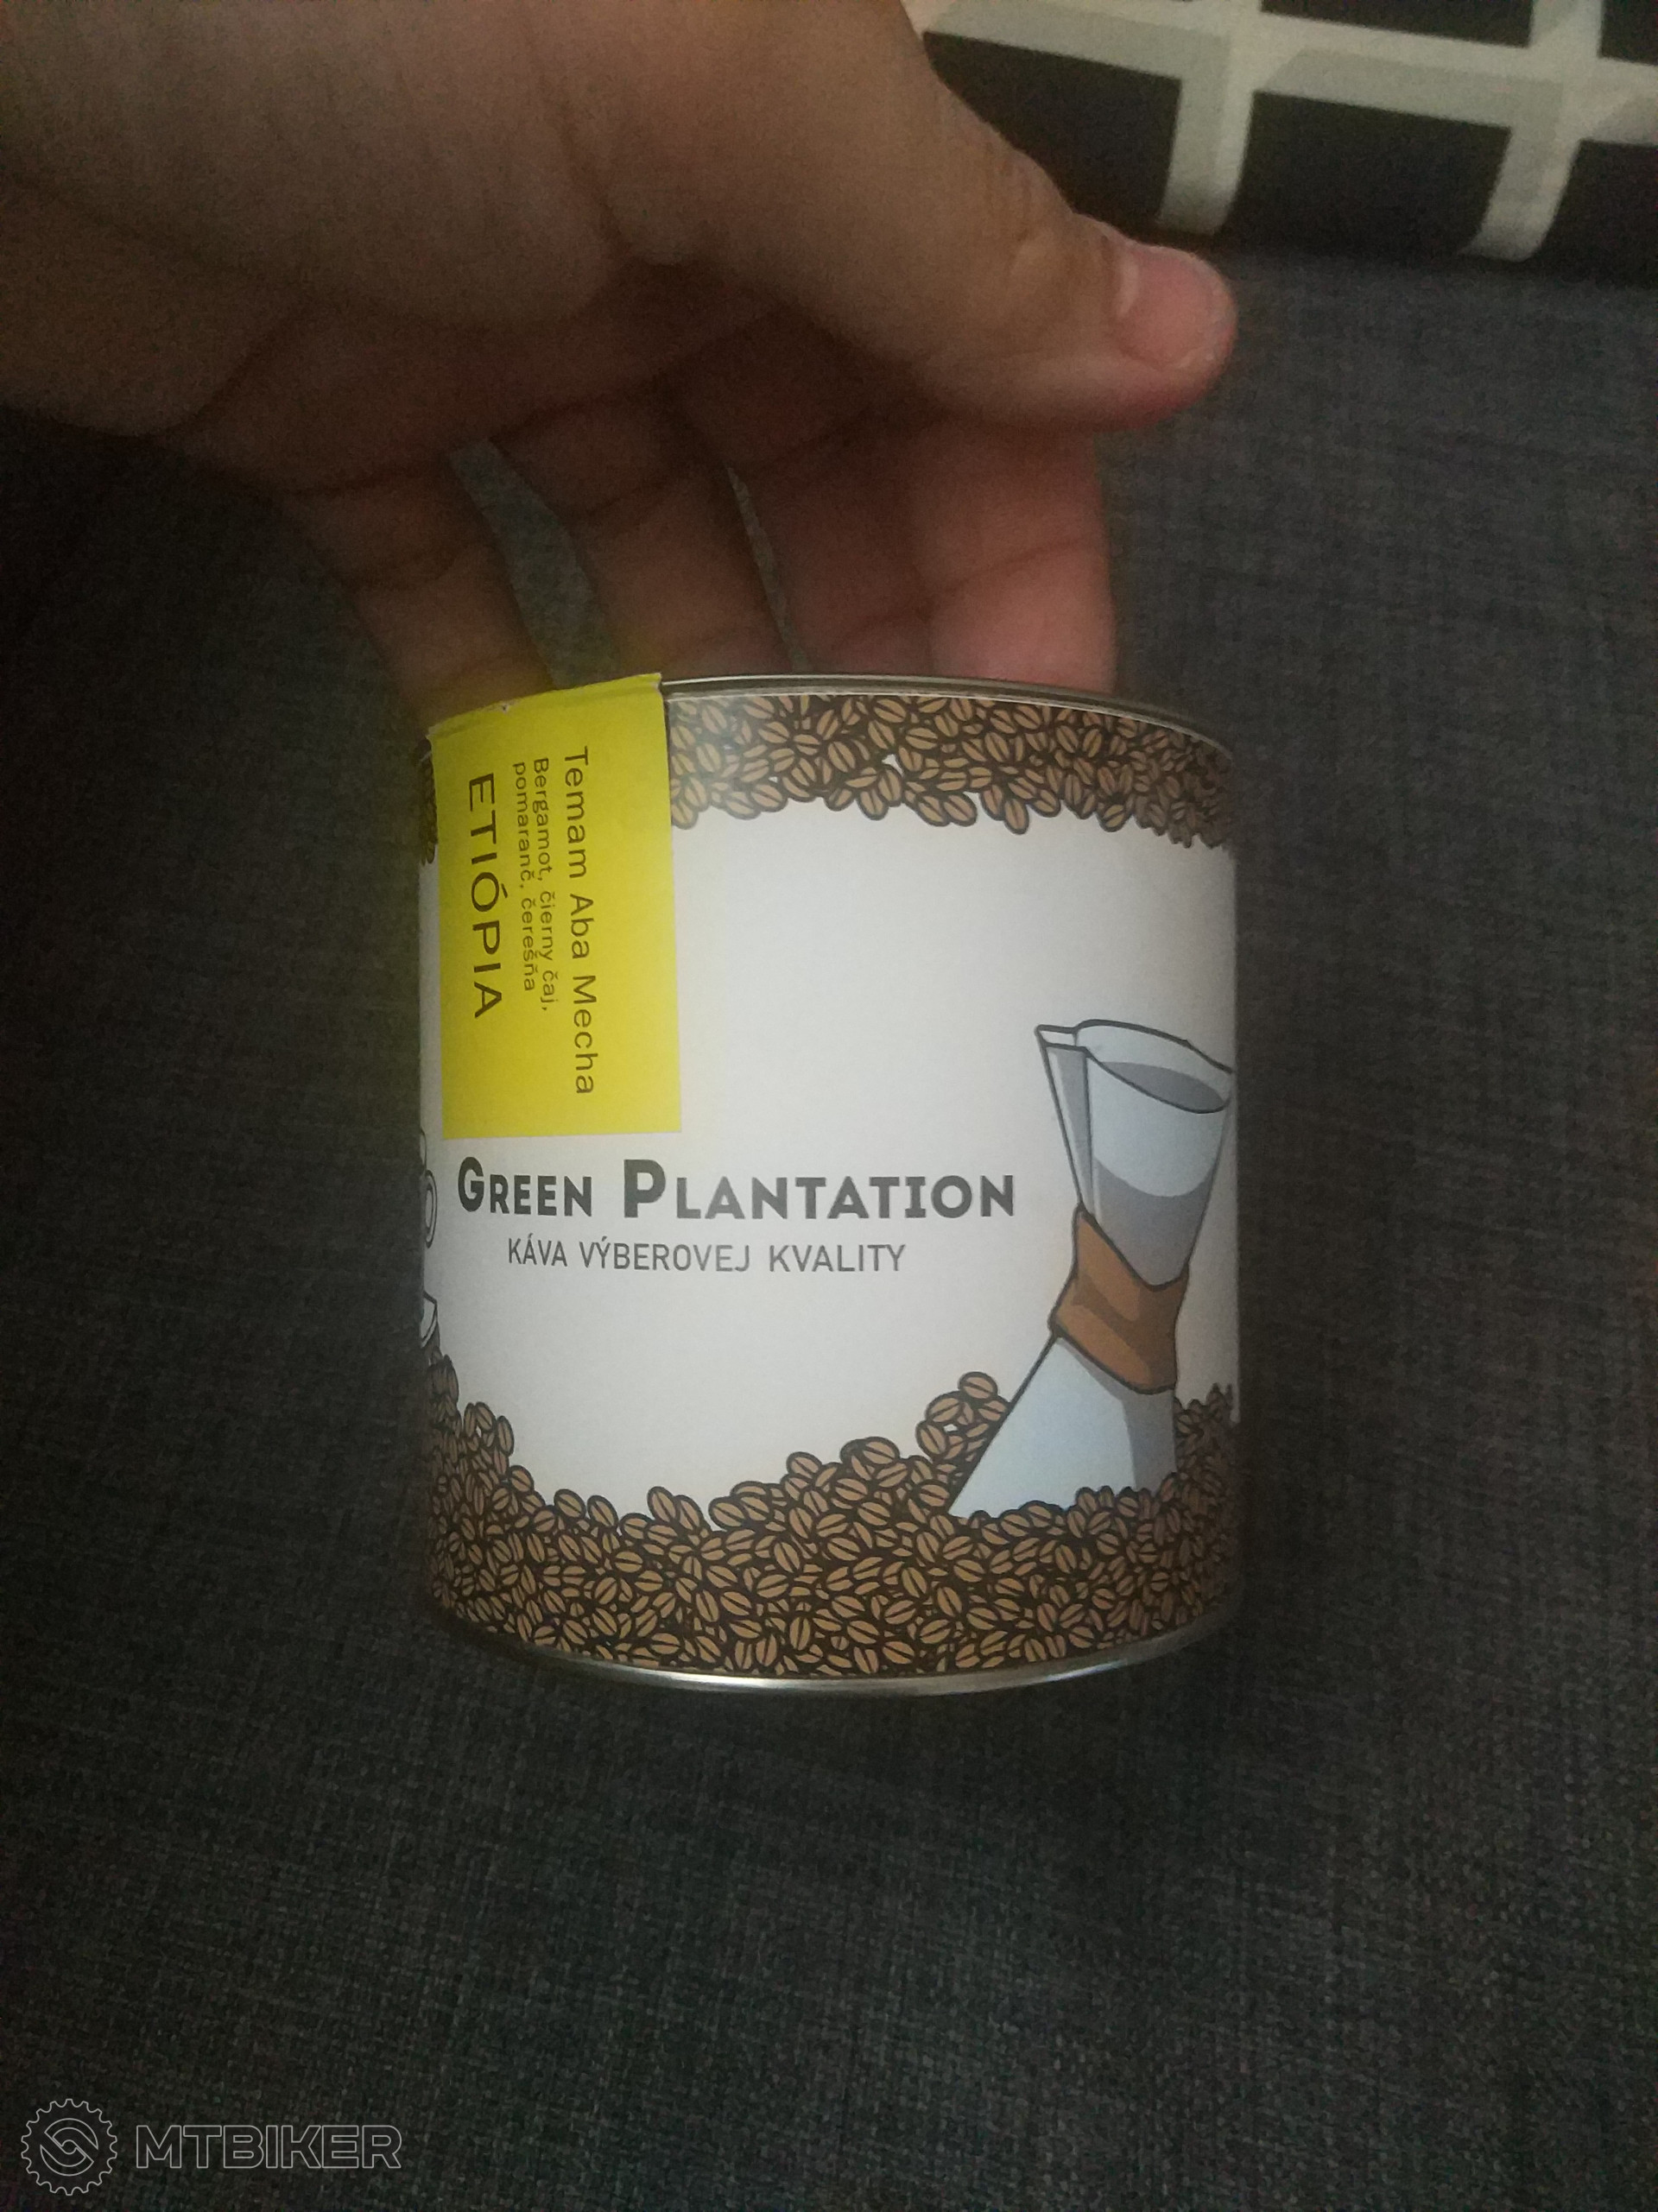 Temam Aba Mecha
Bergamot, čierny čaj,
pomaranč, čerešňa
ETIÓPIA
GREEN PLANTATION
KÁVA VÝBEROVEJ KVALITY
MTBIKER